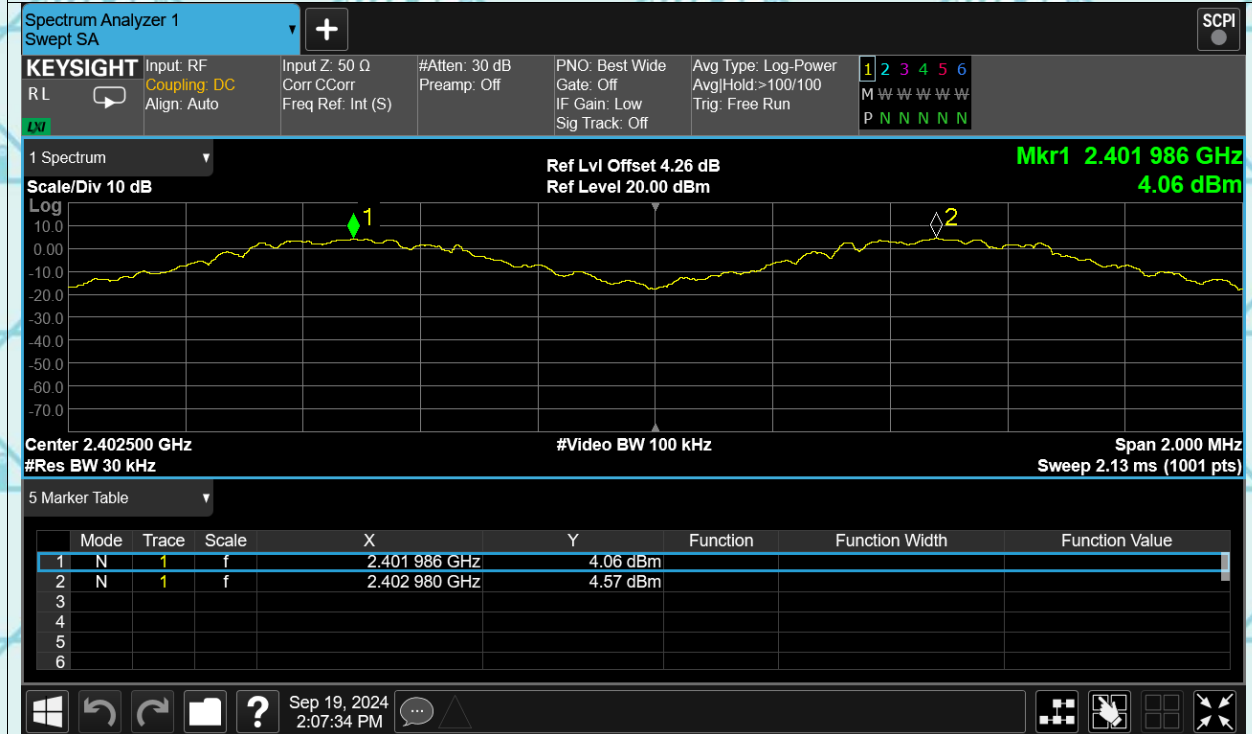 Spectrum Analyzer 1
Swept SA
SCPI
KEYSIGHT
R L
LXI
Input: RF
Coupling: DC
Align: Auto
Input Z: 50 Ω
Corr CCorr
Freq Ref: Int (S)
#Atten: 30 dB
Preamp: Off
PNO: Best Wide
Gate: Off
IF Gain: Low
Sig Track: Off
Avg Type: Log-Power
Avg|Hold:>100/100
Trig: Free Run
1 2 3 4 5 6
M W W W W W
P N N N N N
1 Spectrum
Scale/Div 10 dB
Ref Lvl Offset 4.26 dB
Ref Level 20.00 dBm
Mkr1 2.401 986 GHz
4.06 dBm
Log
1
2
10.0
0.00
-10.0
-20.0
-30.0
-40.0
-50.0
-60.0
-70.0
Center 2.402500 GHz
#Video BW 100 kHz
Span 2.000 MHz
#Res BW 30 kHz
Sweep 2.13 ms (1001 pts)
5 Marker Table
Mode Trace Scale X Y Function Function Width Function Value
1 N 1 f 2.401 986 GHz 4.06 dBm
2 N 1 f 2.402 980 GHz 4.57 dBm
3
4
5
6
?
Sep 19, 2024
2:07:34 PM